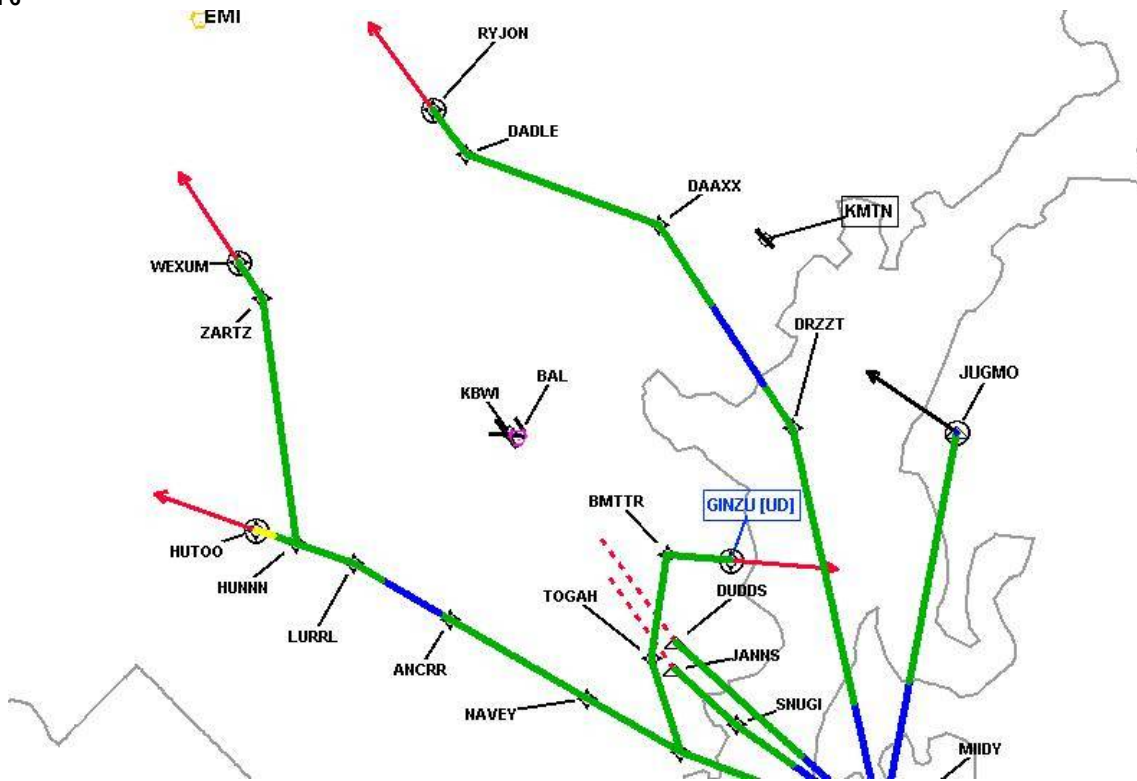 EMI
RYJON
DADLE
DAAXX
KMTN
WEXUM
ZARTZ
DRZZT
JUGMO
KBWI
BAL
BMTTR
GINZU [UD]
HUTOO
HUNNN
TOGAH
DUDDS
LURRL
JANNS
ANCRR
NAVEY
SNUGI
MIIDY